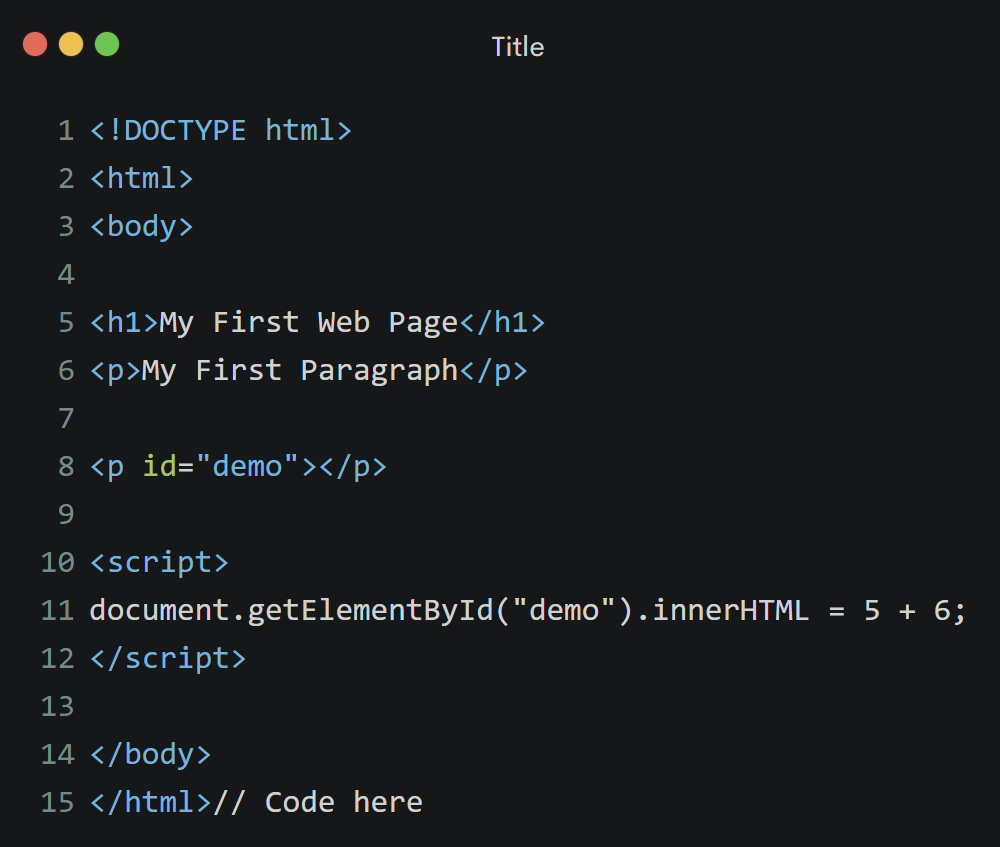 Title
1 <!DOCTYPE html>
2 <html>
3 <body>
4
5 <h1>My First Web Page</h1>
6 <p>My First Paragraph</p>
7
8 <p id="demo"></p>
9
10 <script>
11 document.getElementById("demo").innerHTML = 5 + 6;
12 </script>
13
14 </body>
15 </html>// Code here